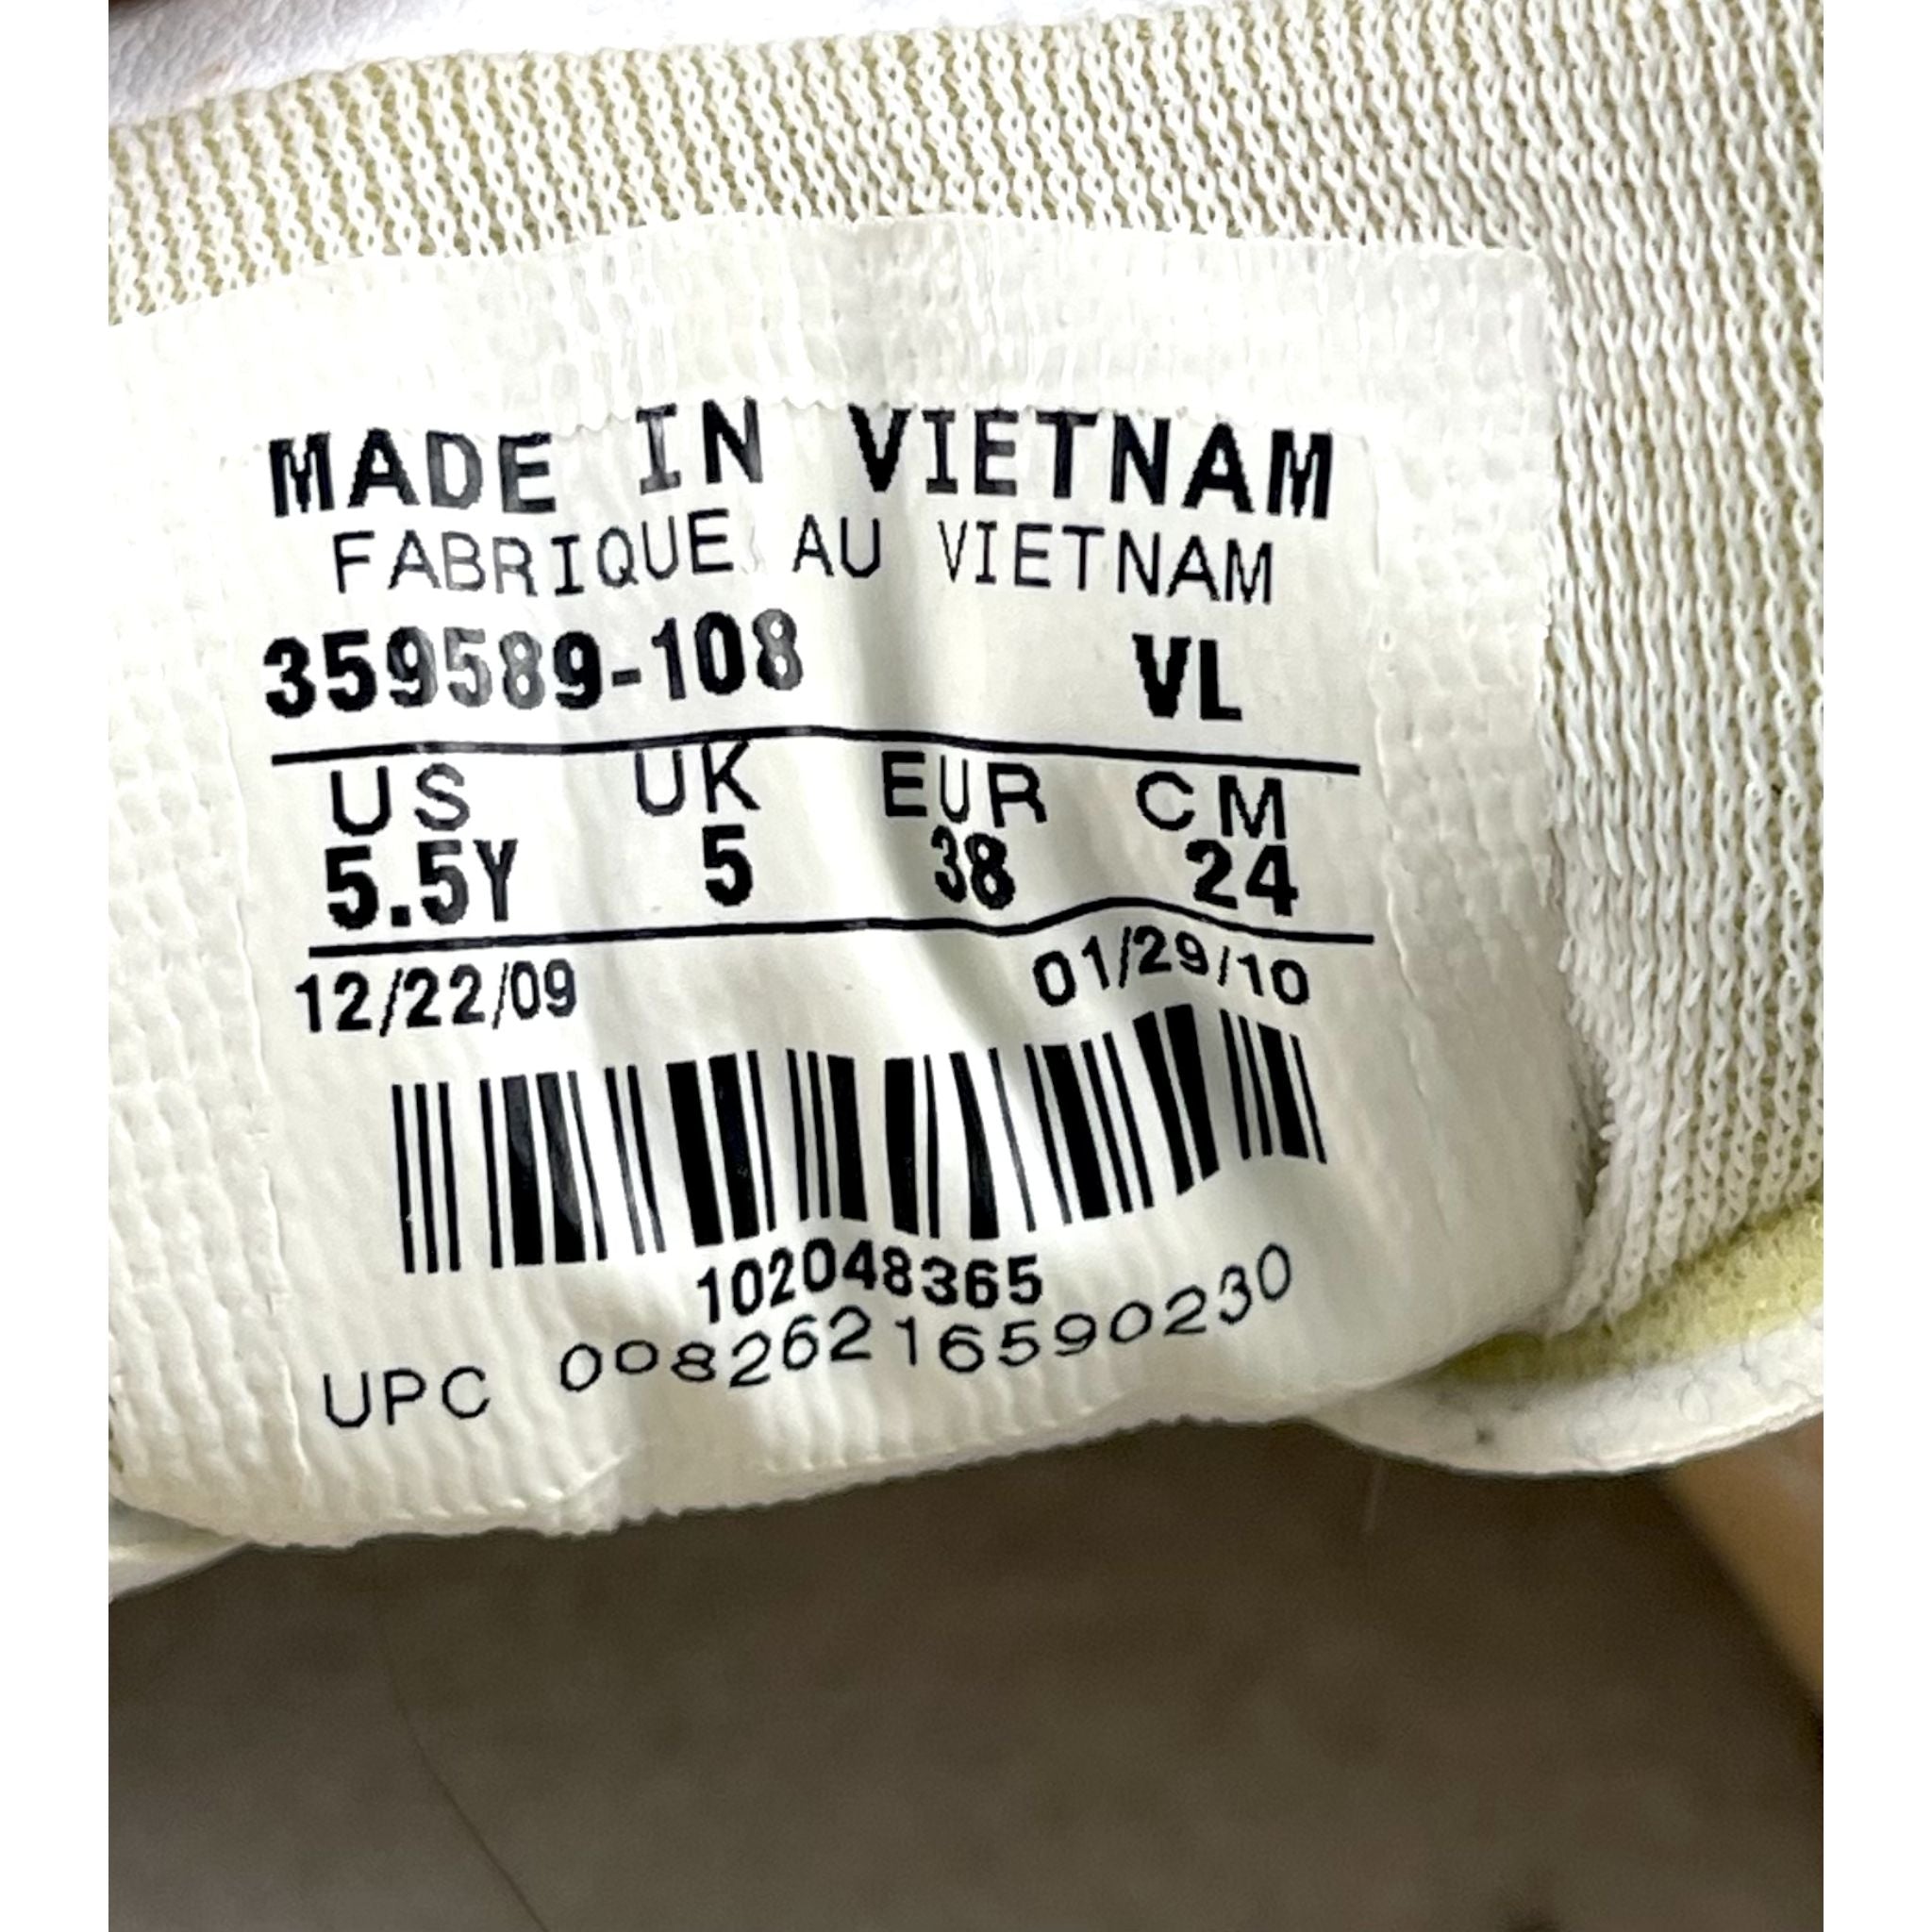 MADE IN VIETNAM
FABRIQUE AU VIETNAM
359589-108 VL
US UK EUR CM
5.5Y 5 38 24
12/22/09 01/29/10
102048365
UPC 00826216590230